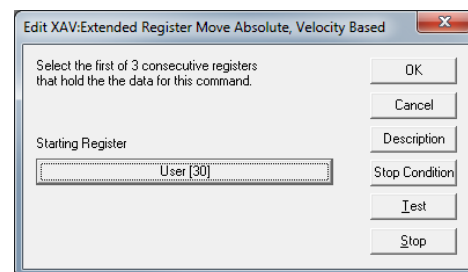 Edit XAV:Extended Register Move Absolute, Velocity Based
Select the first of 3 consecutive registers
that hold the the data for this command.
Starting Register
User [30]
OK
Cancel
Description
Stop Condition
Test
Stop